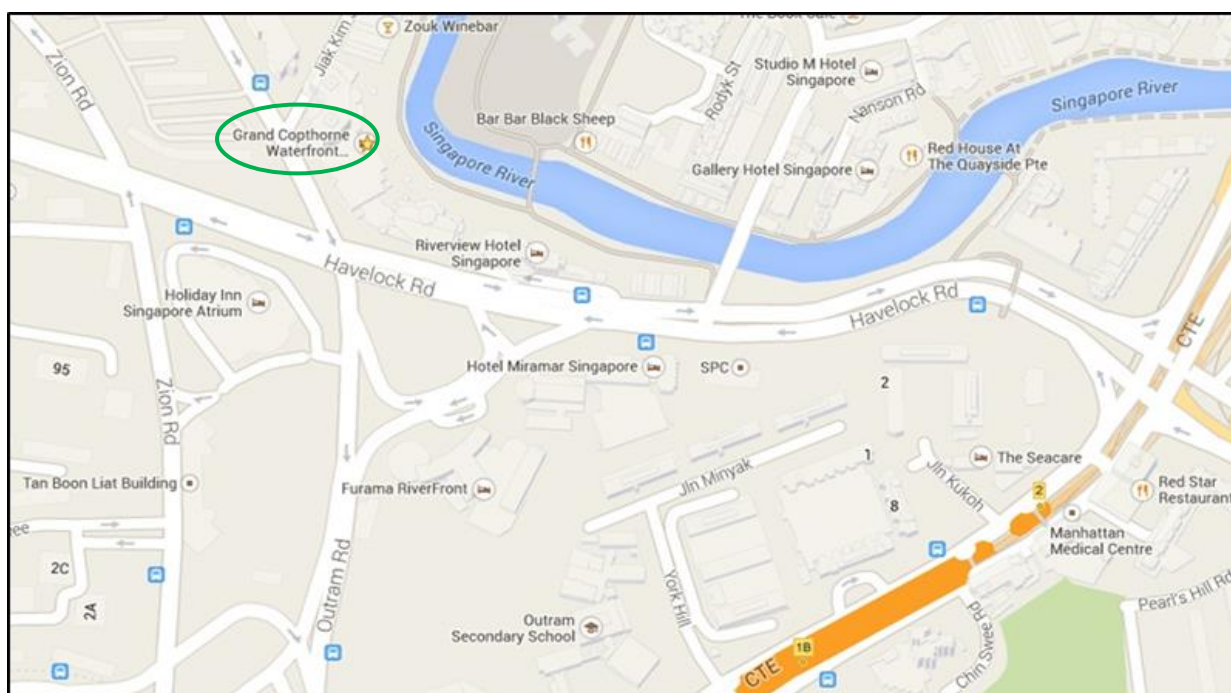 Zion Rd
Jiak Kim
Zouk Winebar
Studio M Hotel
Singapore
Rodyk St
Nanson Rd
Singapore River
Grand Copthorne
Waterfront...
Bar Bar Black Sheep
Singapore River
Gallery Hotel Singapore
Red House At
The Quayside Pte
Riverview Hotel
Singapore
Havelock Rd
Holiday Inn
Singapore Atrium
Havelock Rd
CTE
95
Hotel Miramar Singapore
SPC
2
Zion Rd
Tan Boon Liat Building
Furama RiverFront
Jln Minyak
1
Jln Kukoh
The Seacare
8
2
Red Star
Restaurant
Manhattan
Medical Centre
2C
2A
Outram Rd
York Hill
Outram
Secondary School
1B
CTE
Chin Swee Rd
Pearl's Hill Rd